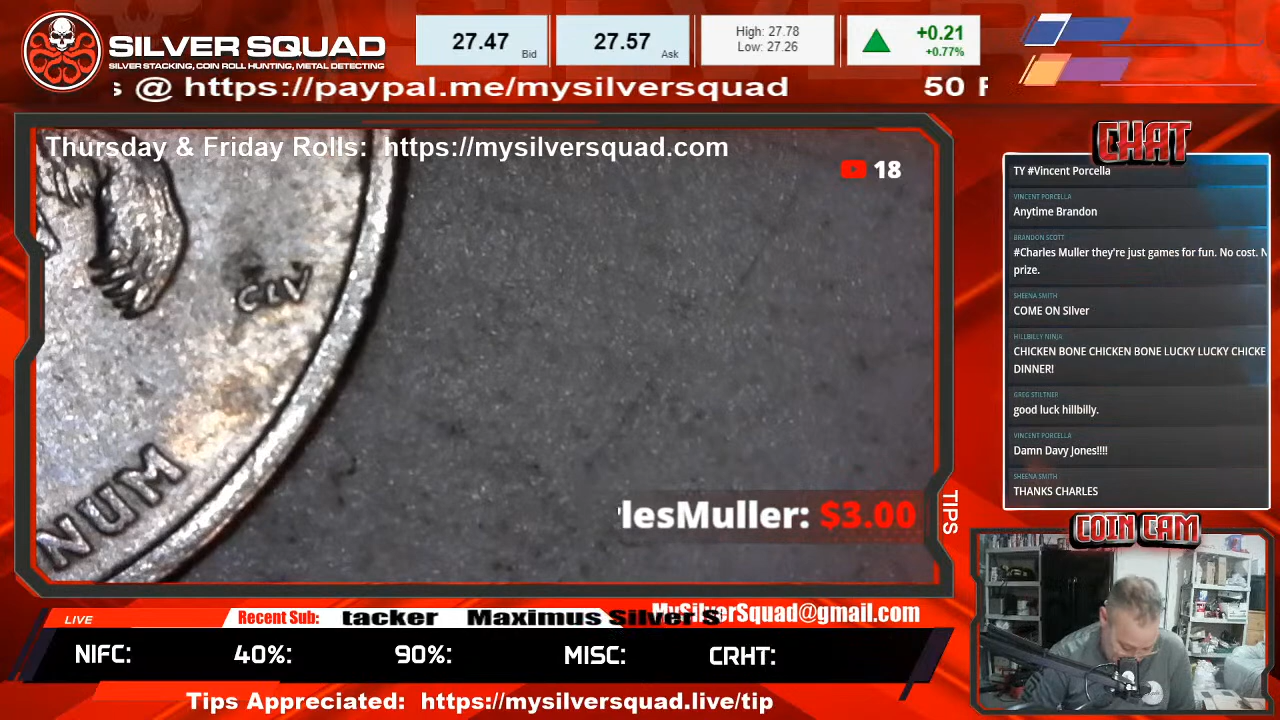 SILVER SQUAD
SILVER STACKING, COIN ROLL HUNTING, METAL DETECTING
27.47 Bid
27.57 Ask
High: 27.78
Low: 27.26
+0.21
+0.77%
s @ https://paypal.me/mysilversquad 50
Thursday & Friday Rolls: https://mysilversquad.com
18
CLV
NUM
lesMuller: $3.00
TIPS
CHAT
TY #Vincent Porcella
VINCENT PORCELLA
Anytime Brandon
BRANDON SCOTT
#Charles Muller they're just games for fun. No cost. N
prize.
SHEENA SMITH
COME ON SIlver
HILLBILLY NINJA
CHICKEN BONE CHICKEN BONE LUCKY LUCKY CHICKE
DINNER!
GREG STILTNER
good luck hillbilly.
VINCENT PORCELLA
Damn Davy Jones!!!!
SHEENA SMITH
THANKS CHARLES
COIN CAM
LIVE
Recent Sub: tacker Maximus Silver S
MySilverSquad@gmail.com
NIFC: 40%: 90%: MISC: CRHT:
Tips Appreciated: https://mysilversquad.live/tip